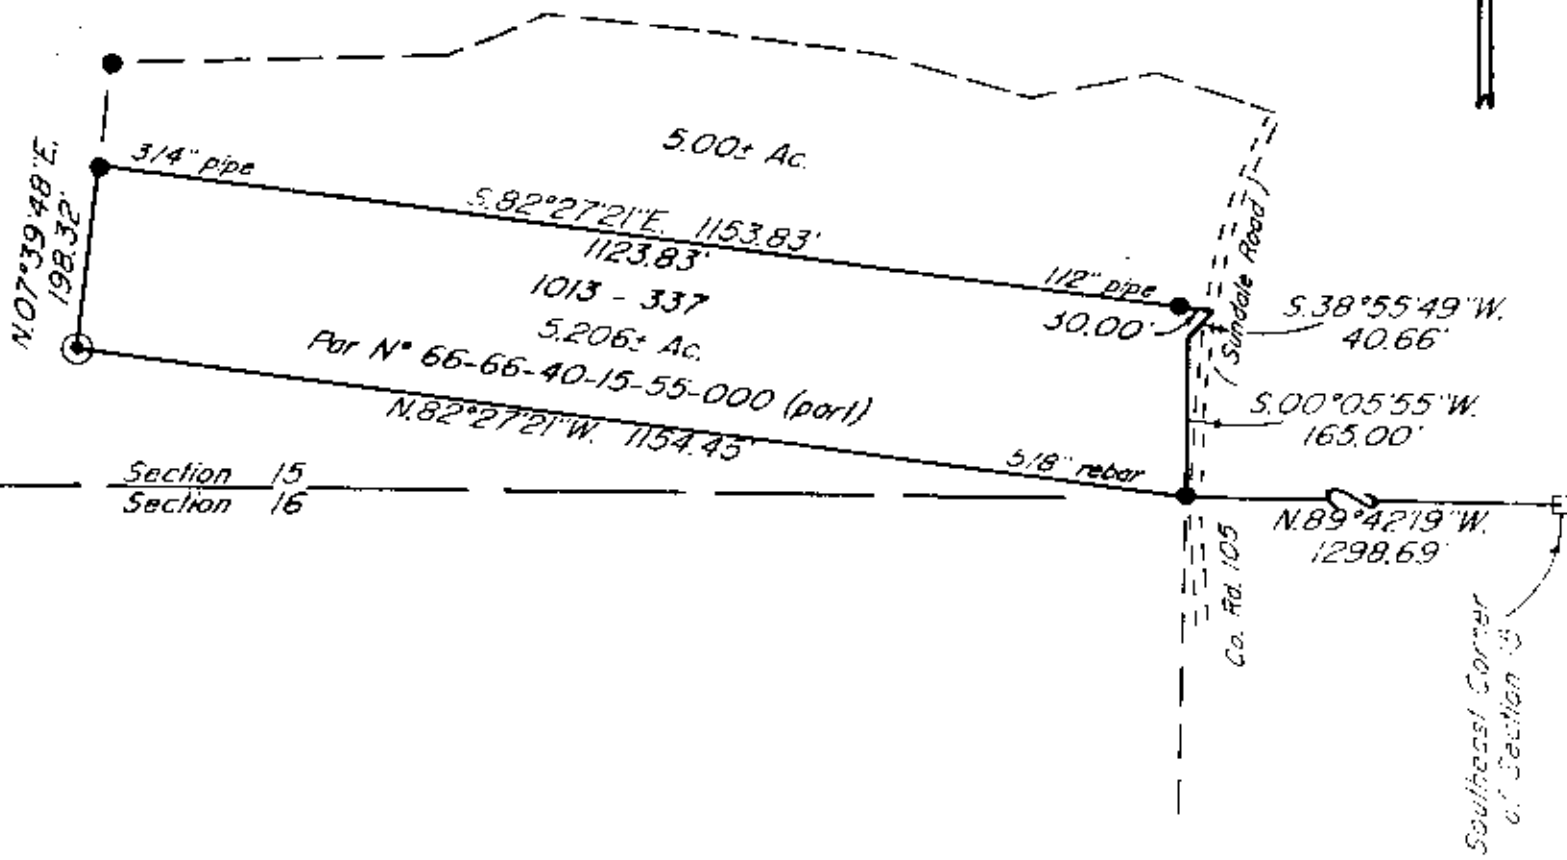 5.00± Ac.
3/4" pipe
N.07°39'48"E.
198.32'
S.82°27'21"E. 1153.83'
1123.83'
1013 - 337
5.206± Ac.
Par Nº 66-66-40-15-55-000 (part)
N.82°27'21"W. 1154.45'
1/2" pipe
30.00'
(Sundale Road)
S.38°55'49"W.
40.66'
S.00°05'55"W.
165.00'
5/8" rebar
Section 15
Section 16
N.89°42'19"W.
1298.69'
Co. Rd. 105
Southeast Corner
of Section